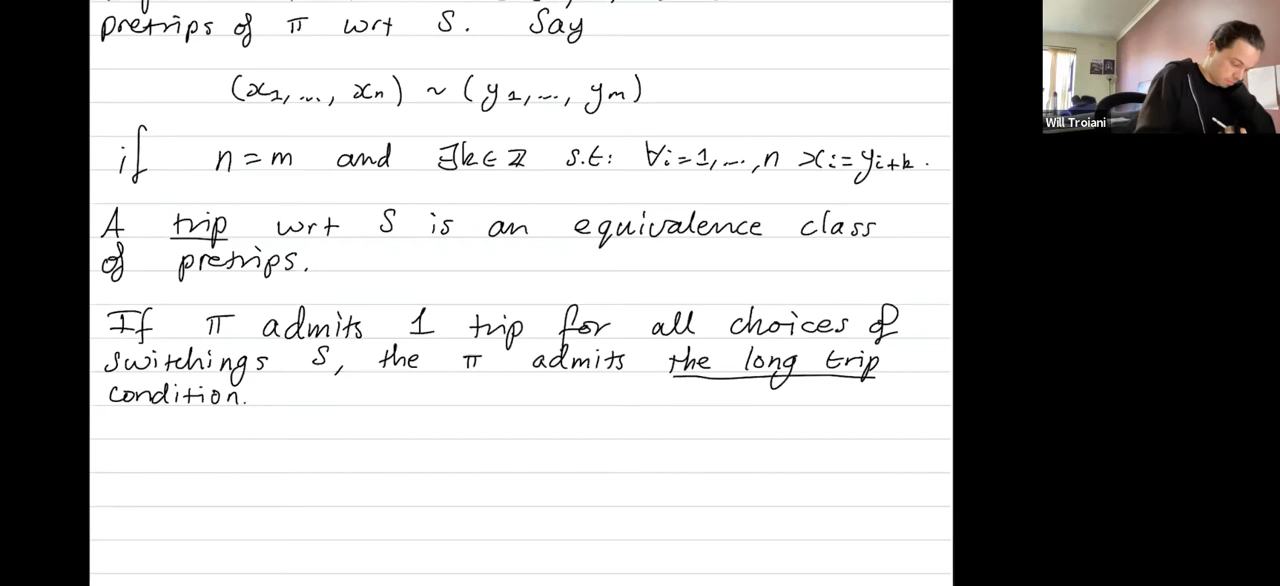 pretrips of π wrt S. Say
(x₁, ..., xₙ) ~ (y₁, ..., yₘ)
if n = m and ∃k ∈ ℤ s.t: ∀i = 1, ..., n xᵢ = yᵢ₊ₖ.
A trip wrt S is an equivalence class
of pretrips.
If π admits 1 trip for all choices of
switchings S, the π admits the long trip
condition.
Will Troiani